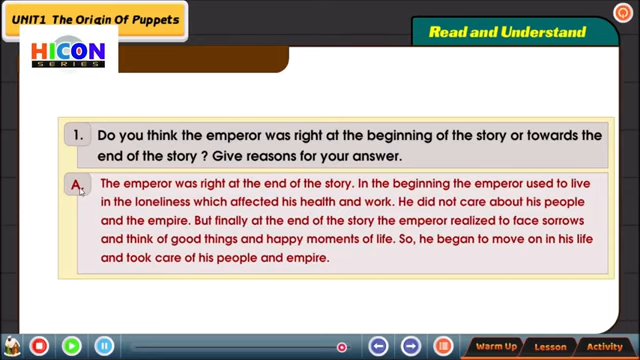 UNIT1 The Origin Of Puppets
Read and Understand
HICON
SERIES
1. Do you think the emperor was right at the beginning of the story or towards the
end of the story ? Give reasons for your answer.
A. The emperor was right at the end of the story. In the beginning the emperor used to live
in the loneliness which affected his health and work. He did not care about his people
and the empire. But finally at the end of the story the emperor realized to face sorrows
and think of good things and happy moments of life. So, he began to move on in his life
and took care of his people and empire.
Warm Up Lesson Activity